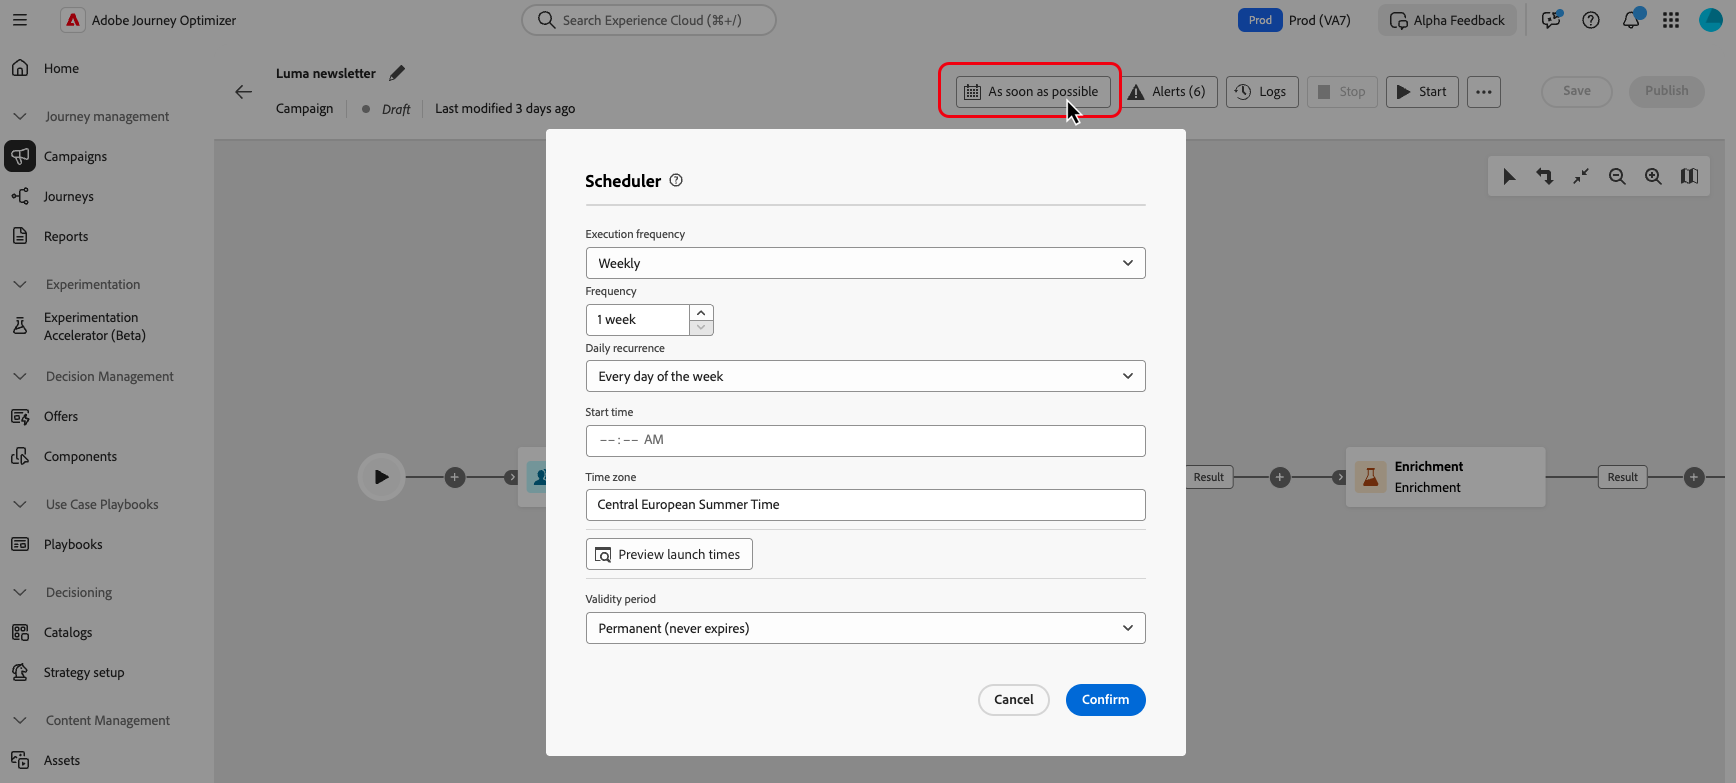 Adobe Journey Optimizer
Search Experience Cloud (⌘+/)
Prod
Prod (VA7)
Alpha Feedback
Home
Journey management
Campaigns
Journeys
Reports
Experimentation
Experimentation
Accelerator (Beta)
Decision Management
Offers
Components
Use Case Playbooks
Playbooks
Decisioning
Catalogs
Strategy setup
Content Management
Assets
Luma newsletter
Campaign
Draft
Last modified 3 days ago
As soon as possible
Alerts (6)
Logs
Stop
Start
Save
Publish
Scheduler
Execution frequency
Weekly
Frequency
1 week
Daily recurrence
Every day of the week
Start time
––:–– AM
Time zone
Central European Summer Time
Preview launch times
Validity period
Permanent (never expires)
Cancel
Confirm
Result
Enrichment
Enrichment
Result